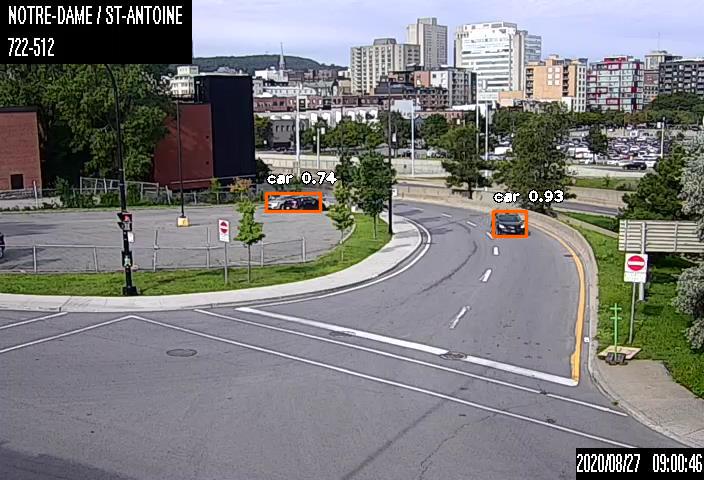 NOTRE-DAME / ST-ANTOINE
722-512
car 0.74
car 0.93
2020/08/27 09:00:46